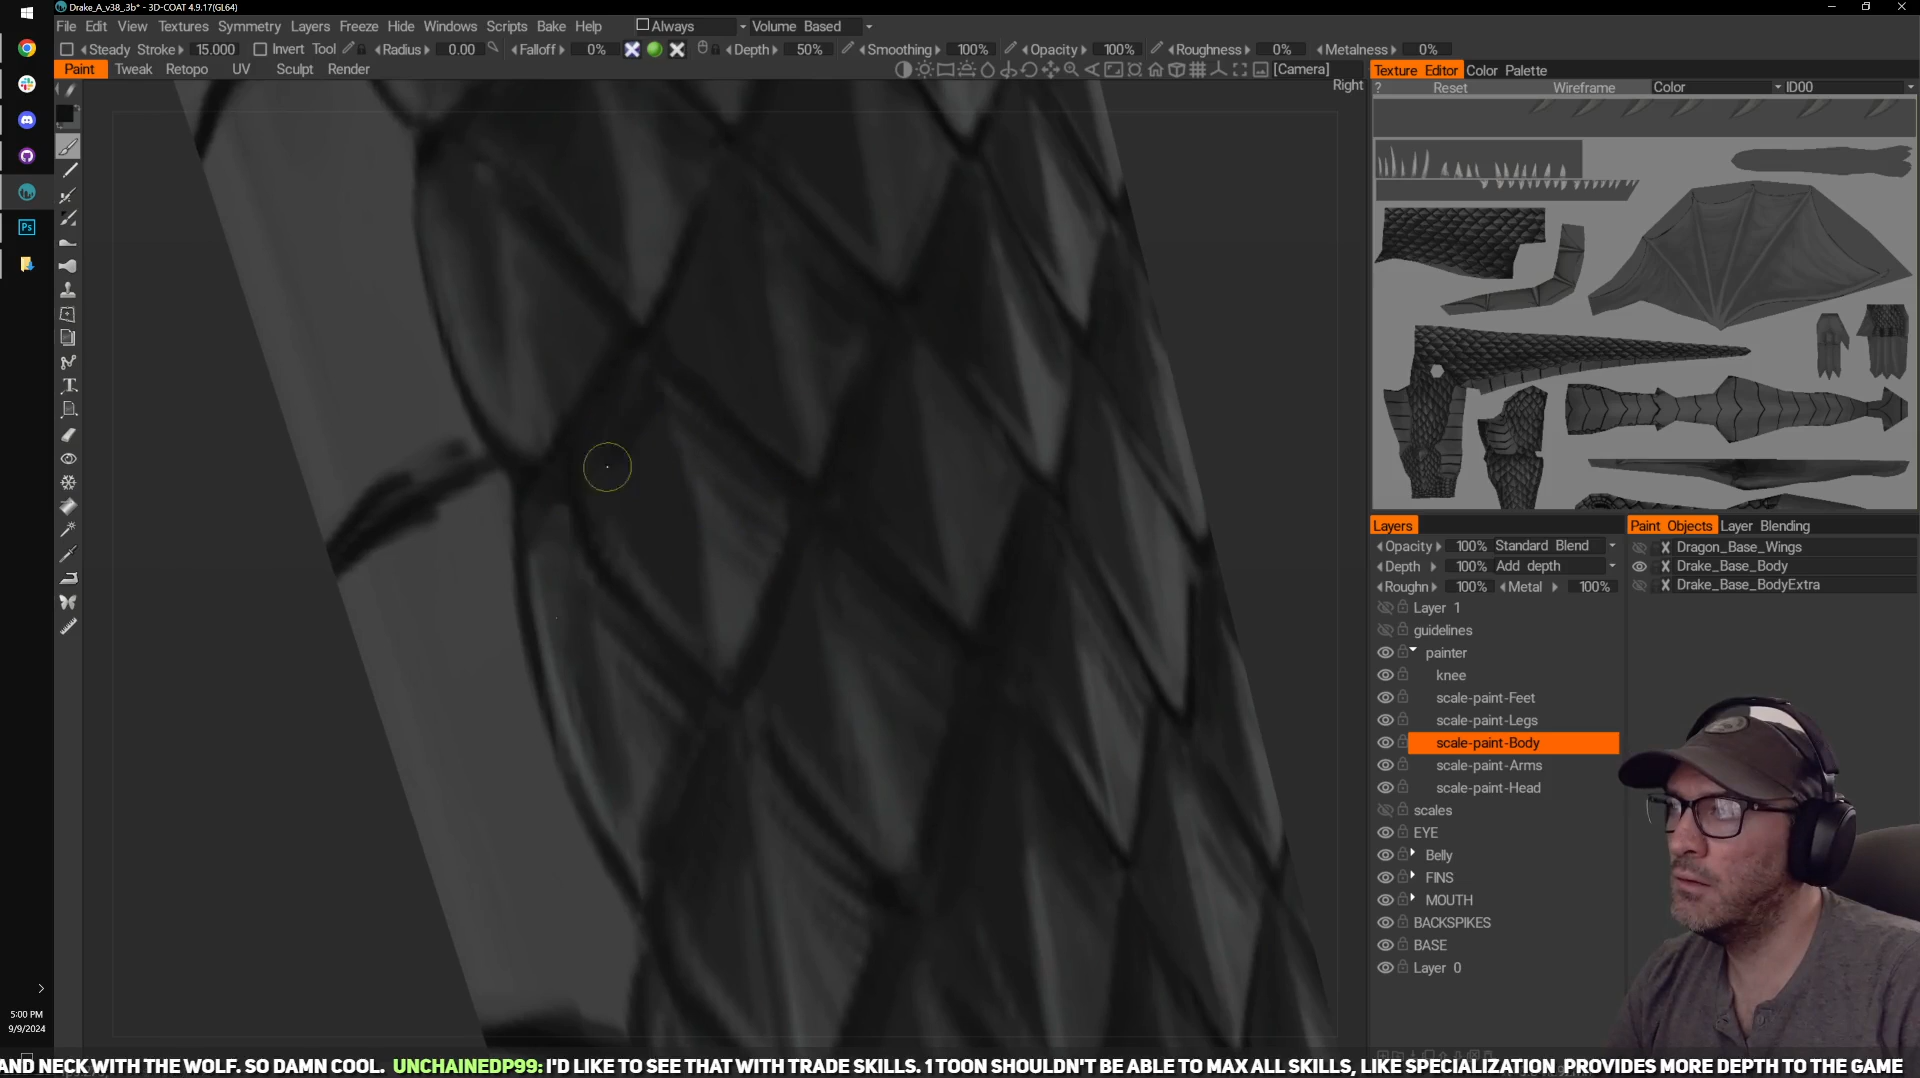 Drake_A_v38_.3b* - 3D-COAT 4.9.17(GL64)
File Edit View Textures Symmetry Layers Freeze Hide Windows Scripts Bake Help Always Volume Based
Steady Stroke 15.000 Invert Tool Radius 0.00 Falloff 0% Depth 50% Smoothing 100% Opacity 100% Roughness 0% Metalness 0%
Paint Tweak Retopo UV Sculpt Render [Camera]
Right
Texture Editor Color Palette
? Reset Wireframe Color ID00
Layers
Opacity 100% Standard Blend
Depth 100% Add depth
Roughn 100% Metal 100%
Layer 1
guidelines
painter
knee
scale-paint-Feet
scale-paint-Legs
scale-paint-Body
scale-paint-Arms
scale-paint-Head
scales
EYE
Belly
FINS
MOUTH
BACKSPIKES
BASE
Layer 0
Paint Objects Layer Blending
Dragon_Base_Wings
Drake_Base_Body
Drake_Base_BodyExtra
Ps
5:00 PM
9/9/2024
AND NECK WITH THE WOLF. SO DAMN COOL. UNCHAINEDP99: I'D LIKE TO SEE THAT WITH TRADE SKILLS. 1 TOON SHOULDN'T BE ABLE TO MAX ALL SKILLS, LIKE SPECIALIZATION PROVIDES MORE DEPTH TO THE GAME